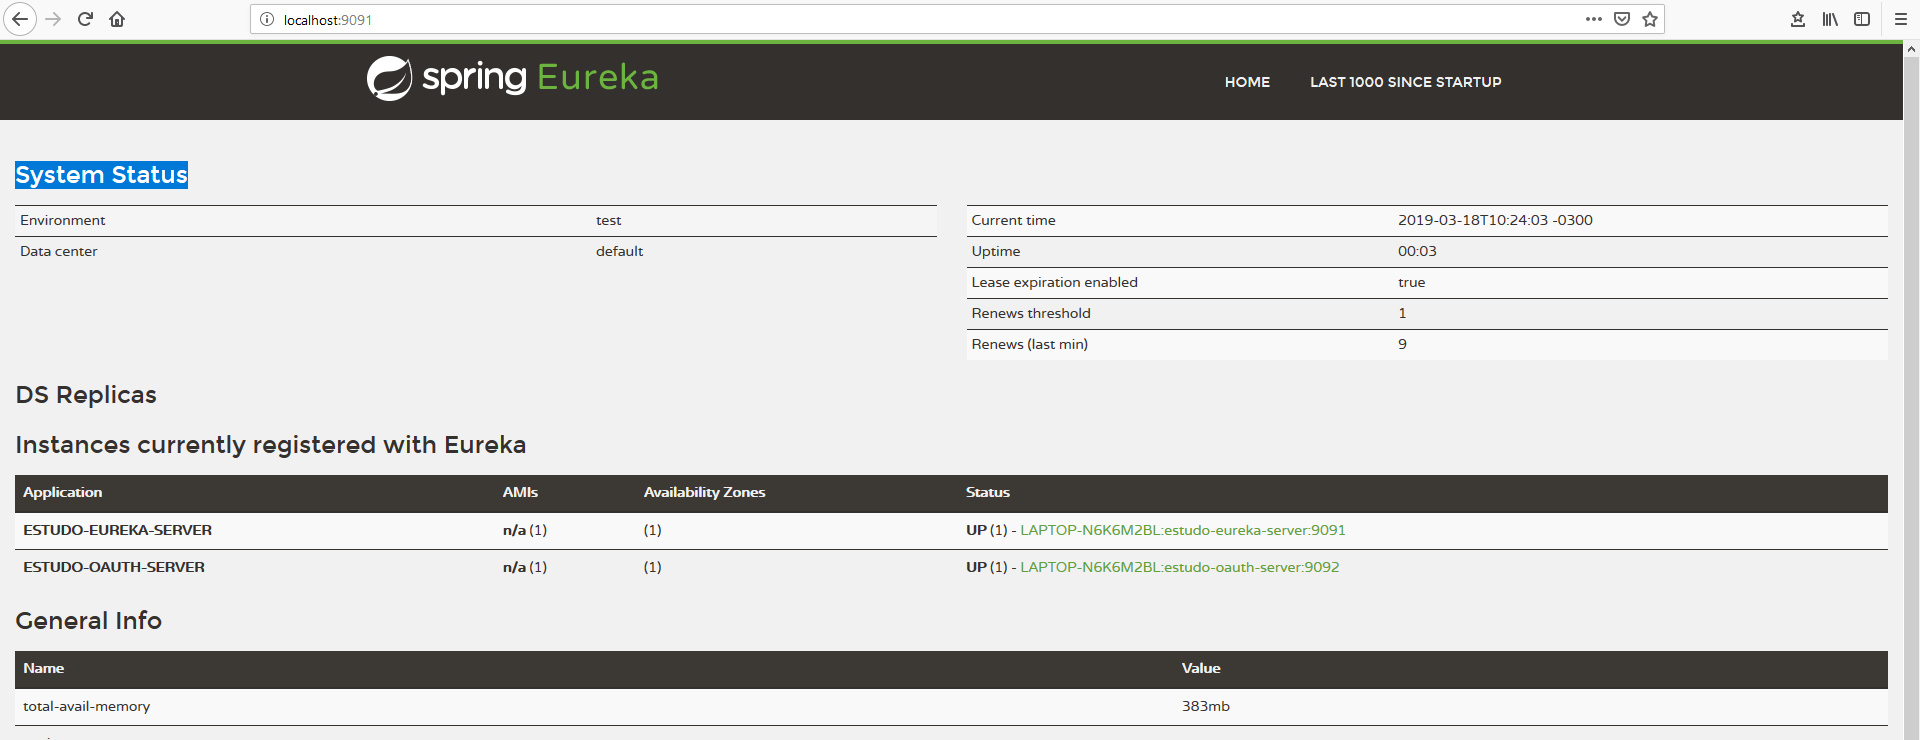 localhost:9091
spring Eureka
HOME LAST 1000 SINCE STARTUP
System Status
Environment test
Data center default
Current time 2019-03-18T10:24:03 -0300
Uptime 00:03
Lease expiration enabled true
Renews threshold 1
Renews (last min) 9
DS Replicas
Instances currently registered with Eureka
Application AMIs Availability Zones Status
ESTUDO-EUREKA-SERVER n/a (1) (1) UP (1) - LAPTOP-N6K6M2BL:estudo-eureka-server:9091
ESTUDO-OAUTH-SERVER n/a (1) (1) UP (1) - LAPTOP-N6K6M2BL:estudo-oauth-server:9092
General Info
Name Value
total-avail-memory 383mb